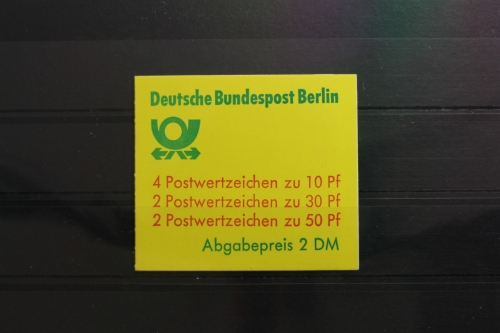 Deutsche Bundespost Berlin
4 Postwertzeichen zu 10 Pf
2 Postwertzeichen zu 30 Pf
2 Postwertzeichen zu 50 Pf
Abgabepreis 2 DM